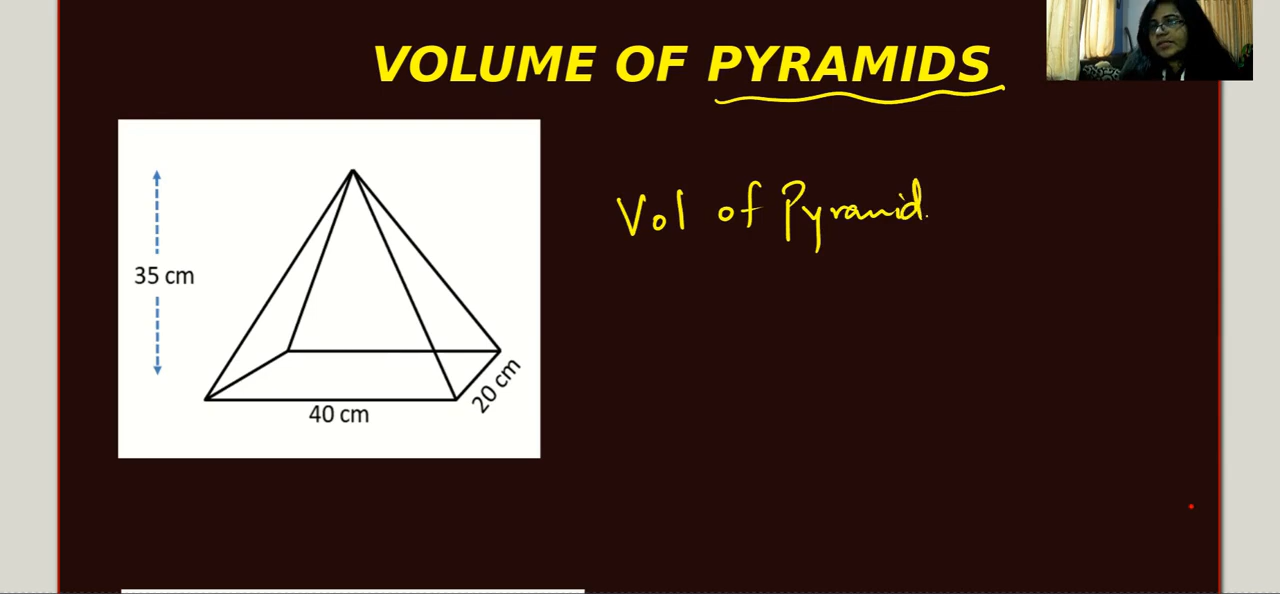 VOLUME OF PYRAMIDS
Vol of Pyramid.
35 cm
40 cm
20 cm